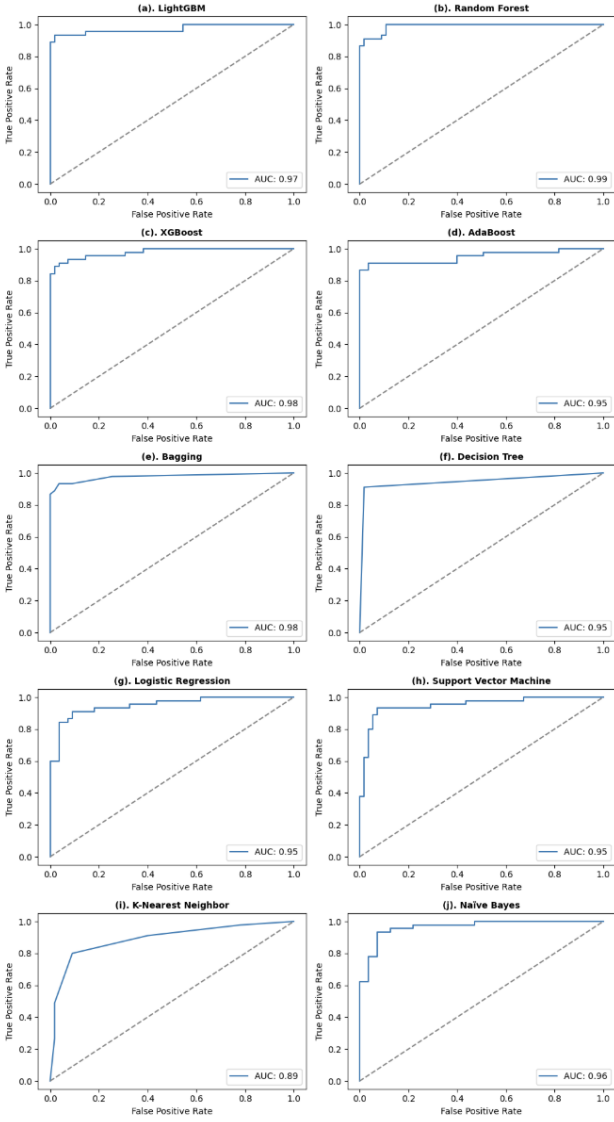 (a). LightGBM
True Positive Rate
1.0
0.8
0.6
0.4
0.2
0.0
AUC: 0.97
0.0 0.2 0.4 0.6 0.8 1.0
False Positive Rate
(b). Random Forest
True Positive Rate
1.0
0.8
0.6
0.4
0.2
0.0
AUC: 0.99
0.0 0.2 0.4 0.6 0.8 1.0
False Positive Rate
(c). XGBoost
True Positive Rate
1.0
0.8
0.6
0.4
0.2
0.0
AUC: 0.98
0.0 0.2 0.4 0.6 0.8 1.0
False Positive Rate
(d). AdaBoost
True Positive Rate
1.0
0.8
0.6
0.4
0.2
0.0
AUC: 0.95
0.0 0.2 0.4 0.6 0.8 1.0
False Positive Rate
(e). Bagging
True Positive Rate
1.0
0.8
0.6
0.4
0.2
0.0
AUC: 0.98
0.0 0.2 0.4 0.6 0.8 1.0
False Positive Rate
(f). Decision Tree
True Positive Rate
1.0
0.8
0.6
0.4
0.2
0.0
AUC: 0.95
0.0 0.2 0.4 0.6 0.8 1.0
False Positive Rate
(g). Logistic Regression
True Positive Rate
1.0
0.8
0.6
0.4
0.2
0.0
AUC: 0.95
0.0 0.2 0.4 0.6 0.8 1.0
False Positive Rate
(h). Support Vector Machine
True Positive Rate
1.0
0.8
0.6
0.4
0.2
0.0
AUC: 0.95
0.0 0.2 0.4 0.6 0.8 1.0
False Positive Rate
(i). K-Nearest Neighbor
True Positive Rate
1.0
0.8
0.6
0.4
0.2
0.0
AUC: 0.89
0.0 0.2 0.4 0.6 0.8 1.0
False Positive Rate
(j). Naïve Bayes
True Positive Rate
1.0
0.8
0.6
0.4
0.2
0.0
AUC: 0.96
0.0 0.2 0.4 0.6 0.8 1.0
False Positive Rate